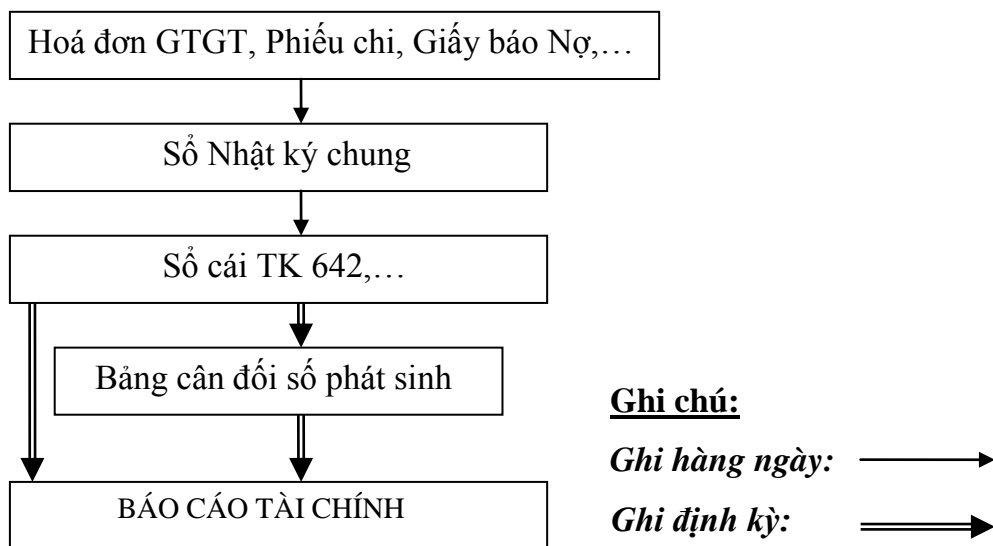 Hoá đơn GTGT, Phiếu chi, Giấy báo Nợ,…
Sổ Nhật ký chung
Sổ cái TK 642,…
Bảng cân đối số phát sinh
BÁO CÁO TÀI CHÍNH
Ghi chú:
Ghi hàng ngày:
Ghi định kỳ: